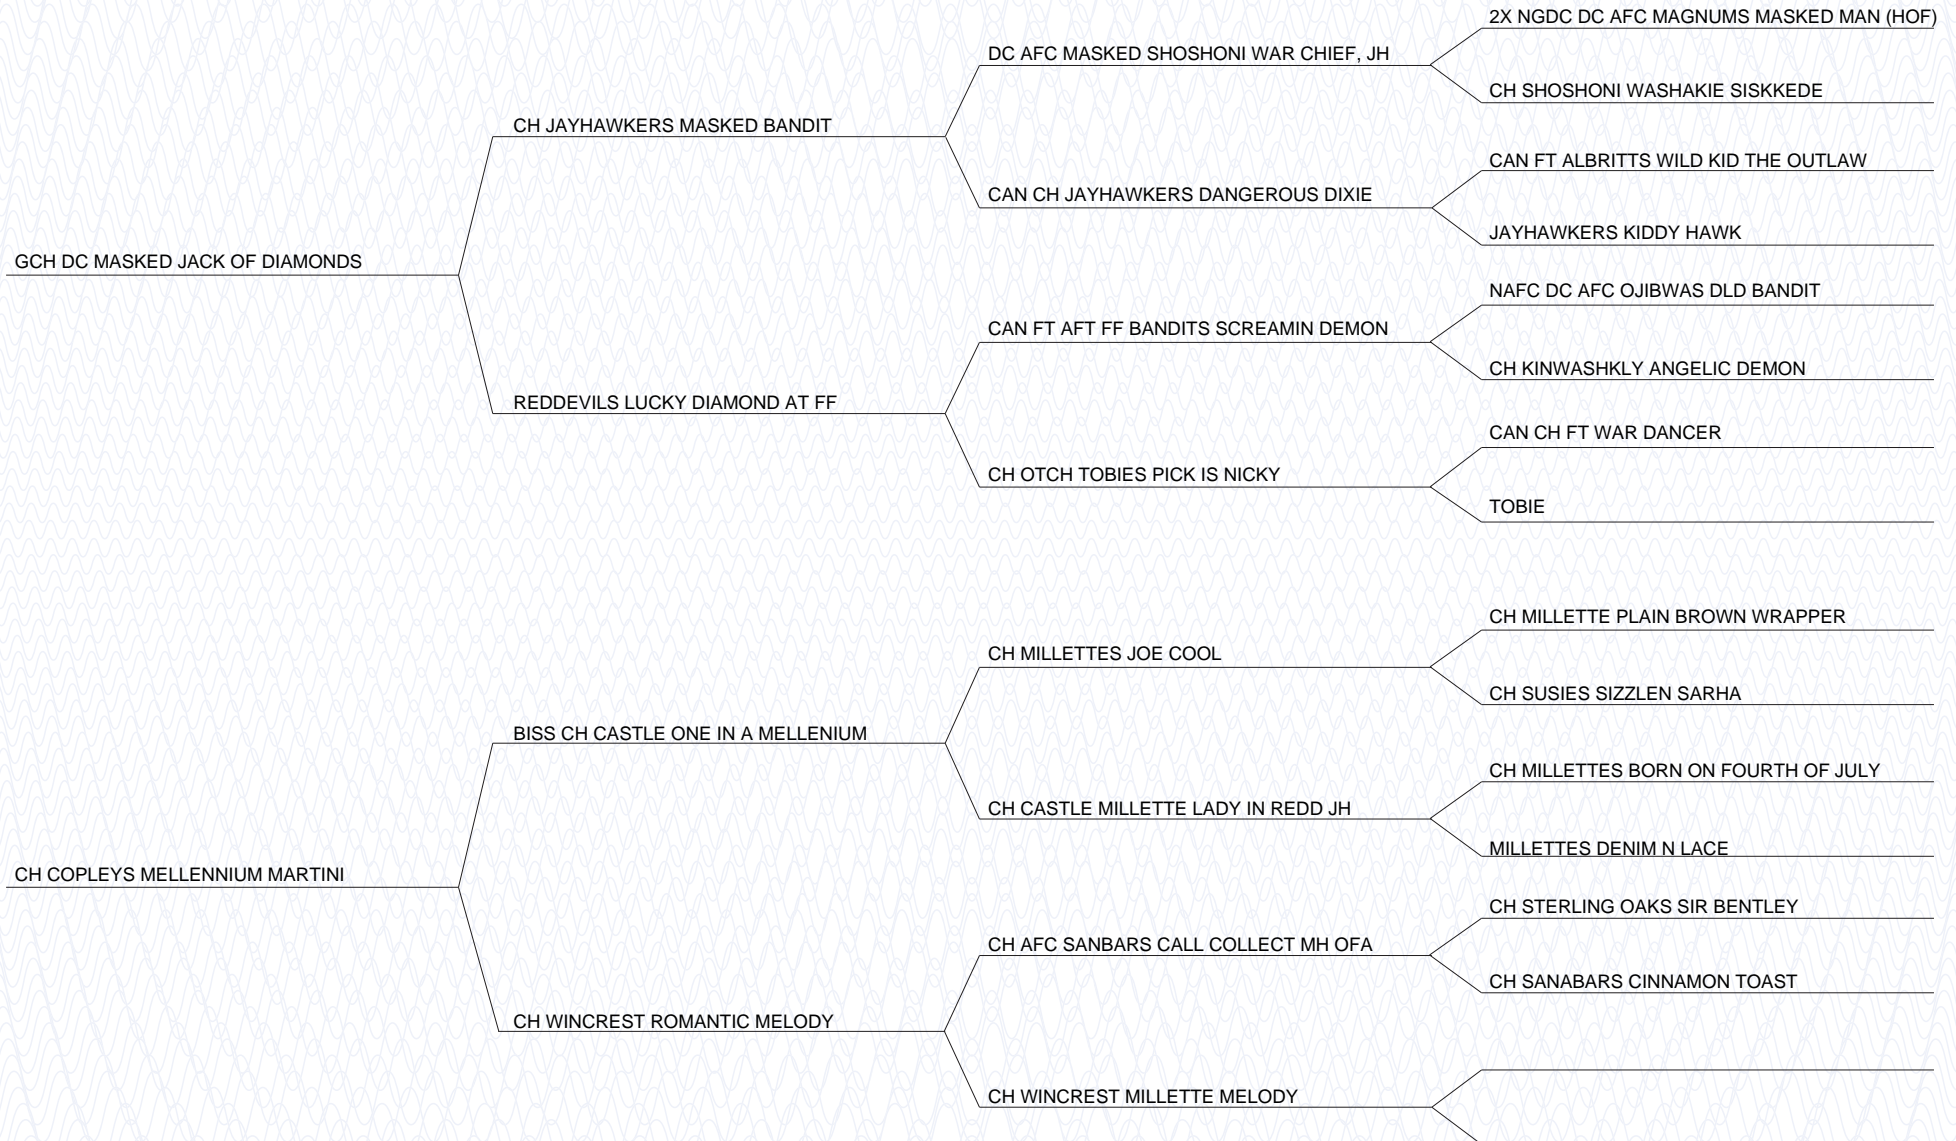 2X NGDC DC AFC MAGNUMS MASKED MAN (HOF)
DC AFC MASKED SHOSHONI WAR CHIEF, JH
CH SHOSHONI WASHAKIE SISKKEDE
CH JAYHAWKERS MASKED BANDIT
CAN FT ALBRITTS WILD KID THE OUTLAW
CAN CH JAYHAWKERS DANGEROUS DIXIE
JAYHAWKERS KIDDY HAWK
GCH DC MASKED JACK OF DIAMONDS
NAFC DC AFC OJIBWAS DLD BANDIT
CAN FT AFT FF BANDITS SCREAMIN DEMON
CH KINWASHKLY ANGELIC DEMON
REDDEVILS LUCKY DIAMOND AT FF
CAN CH FT WAR DANCER
CH OTCH TOBIES PICK IS NICKY
TOBIE
CH MILLETTE PLAIN BROWN WRAPPER
CH MILLETTES JOE COOL
CH SUSIES SIZZLEN SARHA
BISS CH CASTLE ONE IN A MELLENIUM
CH MILLETTES BORN ON FOURTH OF JULY
CH CASTLE MILLETTE LADY IN REDD JH
MILLETTES DENIM N LACE
CH COPLEYS MELLENNIUM MARTINI
CH STERLING OAKS SIR BENTLEY
CH AFC SANBARS CALL COLLECT MH OFA
CH SANABARS CINNAMON TOAST
CH WINCREST ROMANTIC MELODY
CH WINCREST MILLETTE MELODY